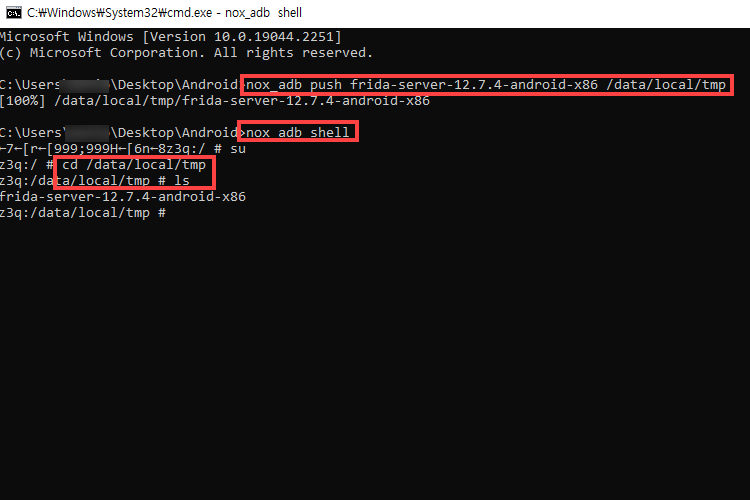 C:₩Windows₩System32₩cmd.exe - nox_adb shell
Microsoft Windows [Version 10.0.19044.2251]
(c) Microsoft Corporation. All rights reserved.
C:\Users\Desktop\Android>nox_adb push frida-server-12.7.4-android-x86 /data/local/tmp
[100%] /data/local/tmp/frida-server-12.7.4-android-x86
C:\Users\Desktop\Android>nox_adb shell
←7←[r←[999;999H←[6n←8z3q:/ # su
z3q:/ # cd /data/local/tmp
z3q:/data/local/tmp # ls
frida-server-12.7.4-android-x86
z3q:/data/local/tmp #